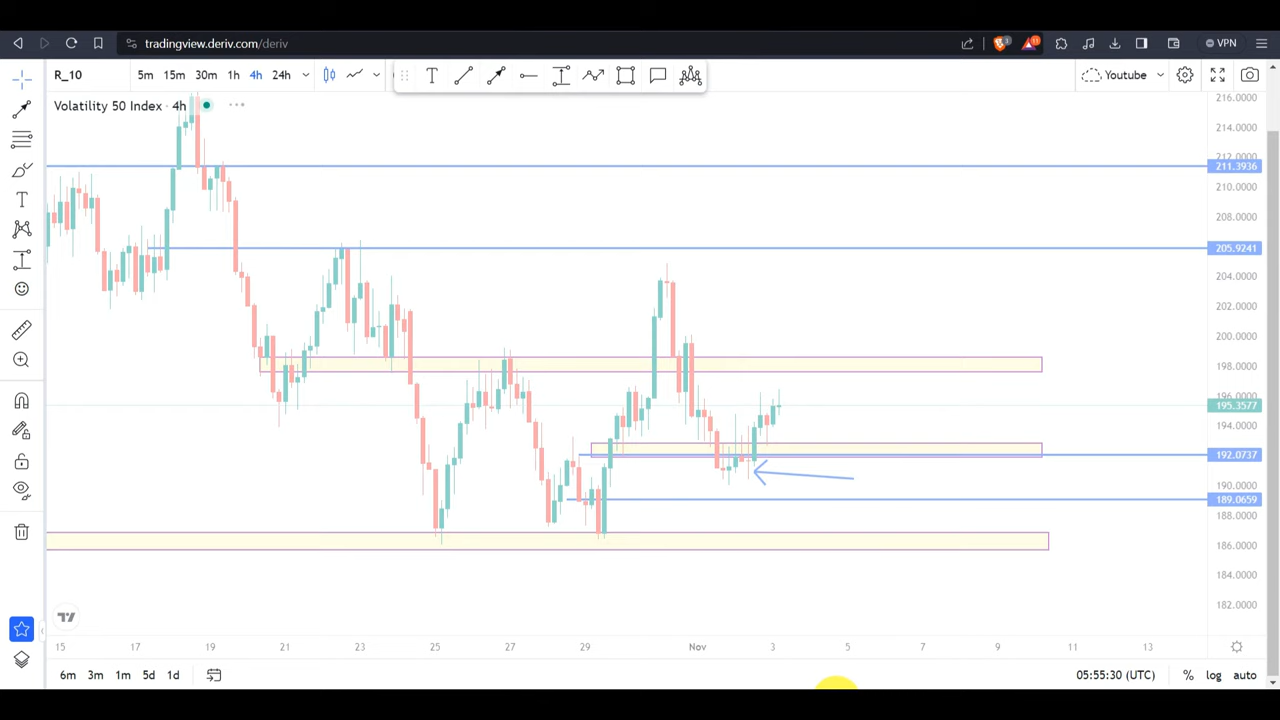 tradingview.deriv.com/deriv
VPN
R_10
5m 15m 30m 1h 4h 24h
Youtube
Volatility 50 Index · 4h
216.0000
214.0000
212.0000
211.3936
210.0000
208.0000
205.9241
204.0000
202.0000
200.0000
198.0000
196.0000
195.3577
194.0000
192.0737
190.0000
189.0659
188.0000
186.0000
184.0000
182.0000
15 17 19 21 23 25 27 29 Nov 3 5 7 9 11 13
6m 3m 1m 5d 1d
05:55:30 (UTC) % log auto